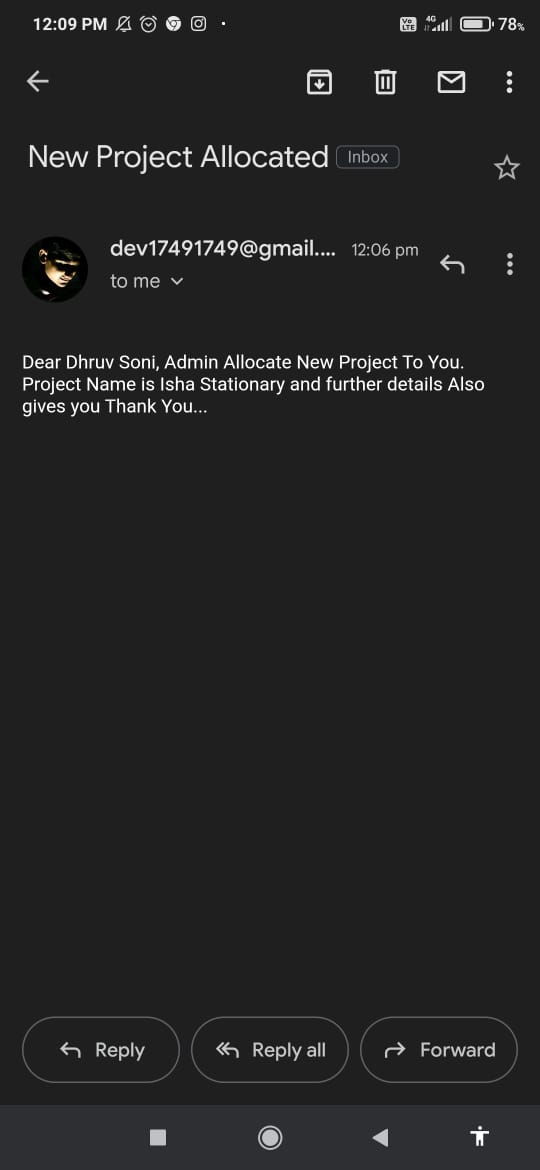 12:09 PM
Vo LTE 4G 78%
New Project Allocated Inbox
dev17491749@gmail.... 12:06 pm
to me
Dear Dhruv Soni, Admin Allocate New Project To You.
Project Name is Isha Stationary and further details Also
gives you Thank You...
Reply Reply all Forward